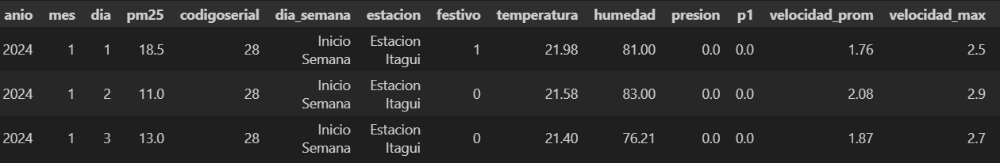 anio mes dia pm25 codigoserial dia_semana estacion festivo temperatura humedad presion p1 velocidad_prom velocidad_max
2024 1 1 18.5 28 Inicio Semana Estacion Itagui 1 21.98 81.00 0.0 0.0 1.76 2.5
2024 1 2 11.0 28 Inicio Semana Estacion Itagui 0 21.58 83.00 0.0 0.0 2.08 2.9
2024 1 3 13.0 28 Inicio Semana Estacion Itagui 0 21.40 76.21 0.0 0.0 1.87 2.7